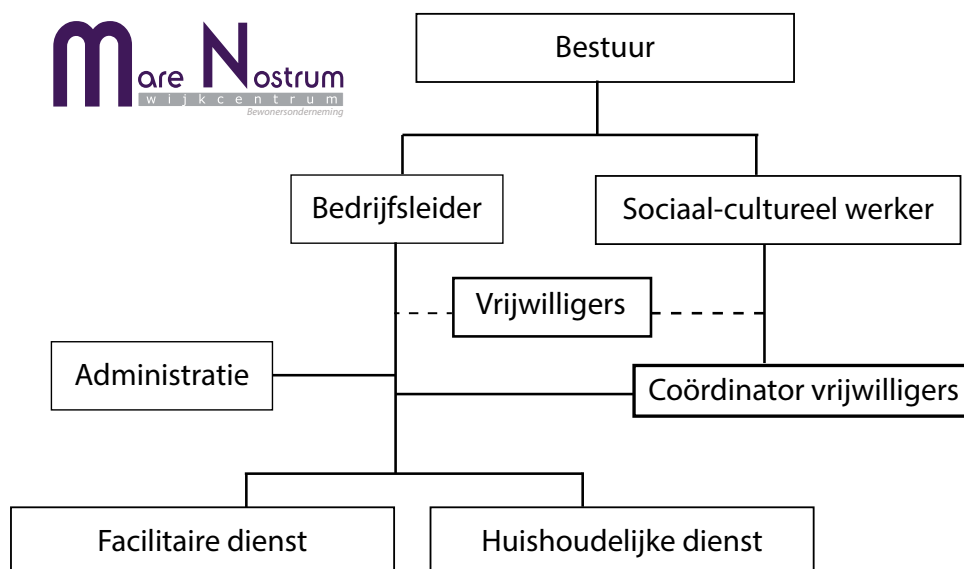 Mare Nostrum
wijkcentrum
Bewonersonderneming
Bestuur
Bedrijfsleider
Sociaal-cultureel werker
Vrijwilligers
Administratie
Coördinator vrijwilligers
Facilitaire dienst
Huishoudelijke dienst